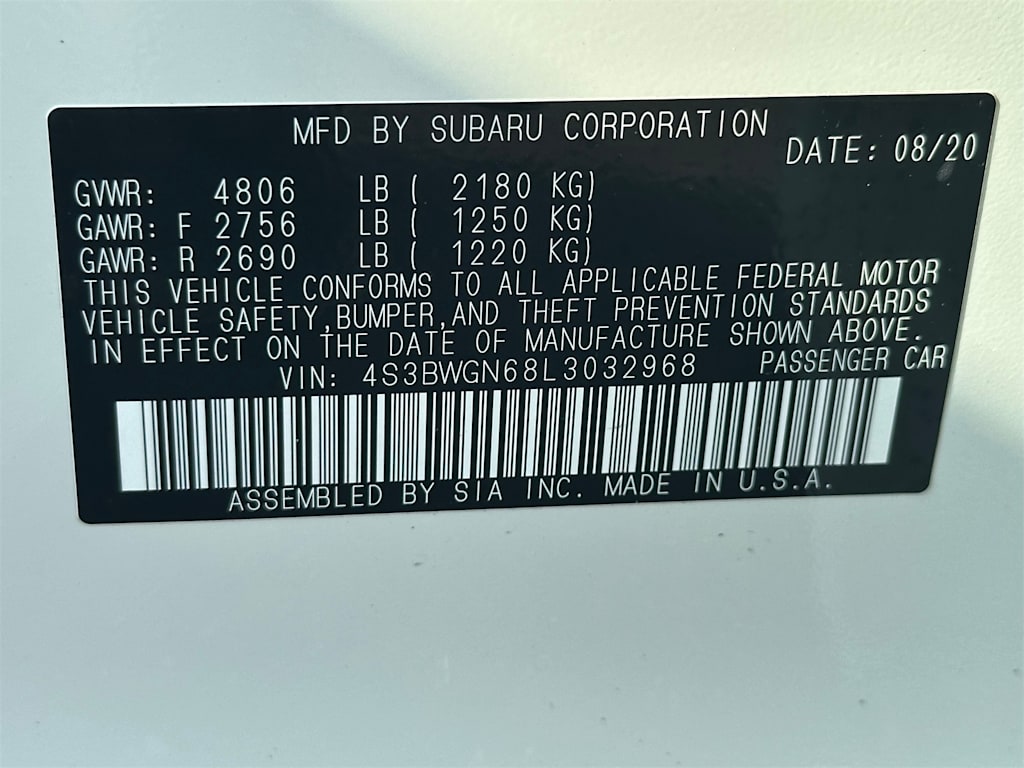 MFD BY SUBARU CORPORATION
DATE: 08/20
GVWR: 4806 LB ( 2180 KG)
GAWR: F 2756 LB ( 1250 KG)
GAWR: R 2690 LB ( 1220 KG)
THIS VEHICLE CONFORMS TO ALL APPLICABLE FEDERAL MOTOR
VEHICLE SAFETY,BUMPER,AND THEFT PREVENTION STANDARDS
IN EFFECT ON THE DATE OF MANUFACTURE SHOWN ABOVE.
VIN: 4S3BWGN68L3032968 PASSENGER CAR
ASSEMBLED BY SIA INC. MADE IN U.S.A.